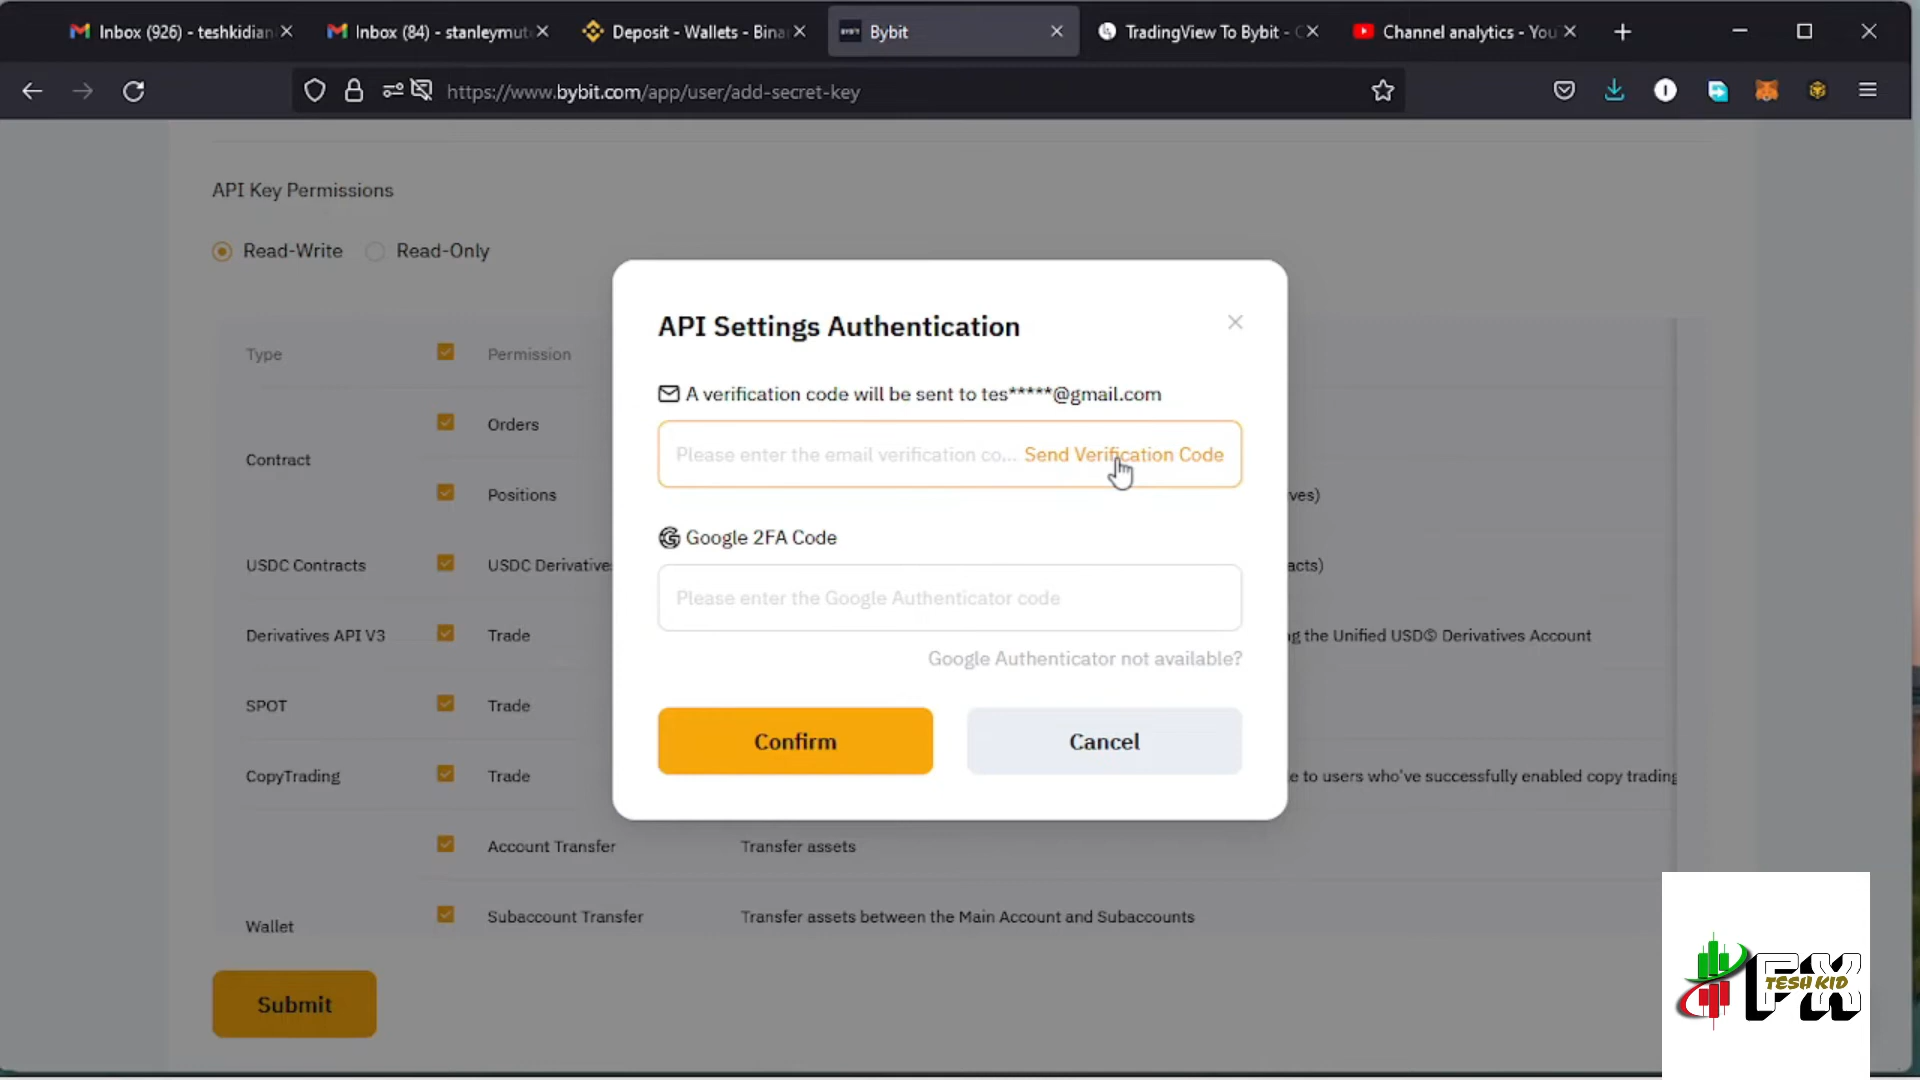 Inbox (926) - teshkidian
Inbox (84) - stanleymut
Deposit - Wallets - Bina
Bybit
TradingView To Bybit -
Channel analytics - You
https://www.bybit.com/app/user/add-secret-key
API Key Permissions
Read-Write
Read-Only
API Settings Authentication
A verification code will be sent to tes*****@gmail.com
Please enter the email verification co...
Send Verification Code
Google 2FA Code
Please enter the Google Authenticator code
Google Authenticator not available?
Confirm
Cancel
Type
Permission
Contract
Orders
Positions
ves)
USDC Contracts
USDC Derivative
acts)
Derivatives API V3
Trade
g the Unified USD
Derivatives Account
SPOT
Trade
CopyTrading
Trade
e to users who've successfully enabled copy trading
Account Transfer
Transfer assets
Wallet
Subaccount Transfer
Transfer assets between the Main Account and Subaccounts
Submit
FX
TESH KID